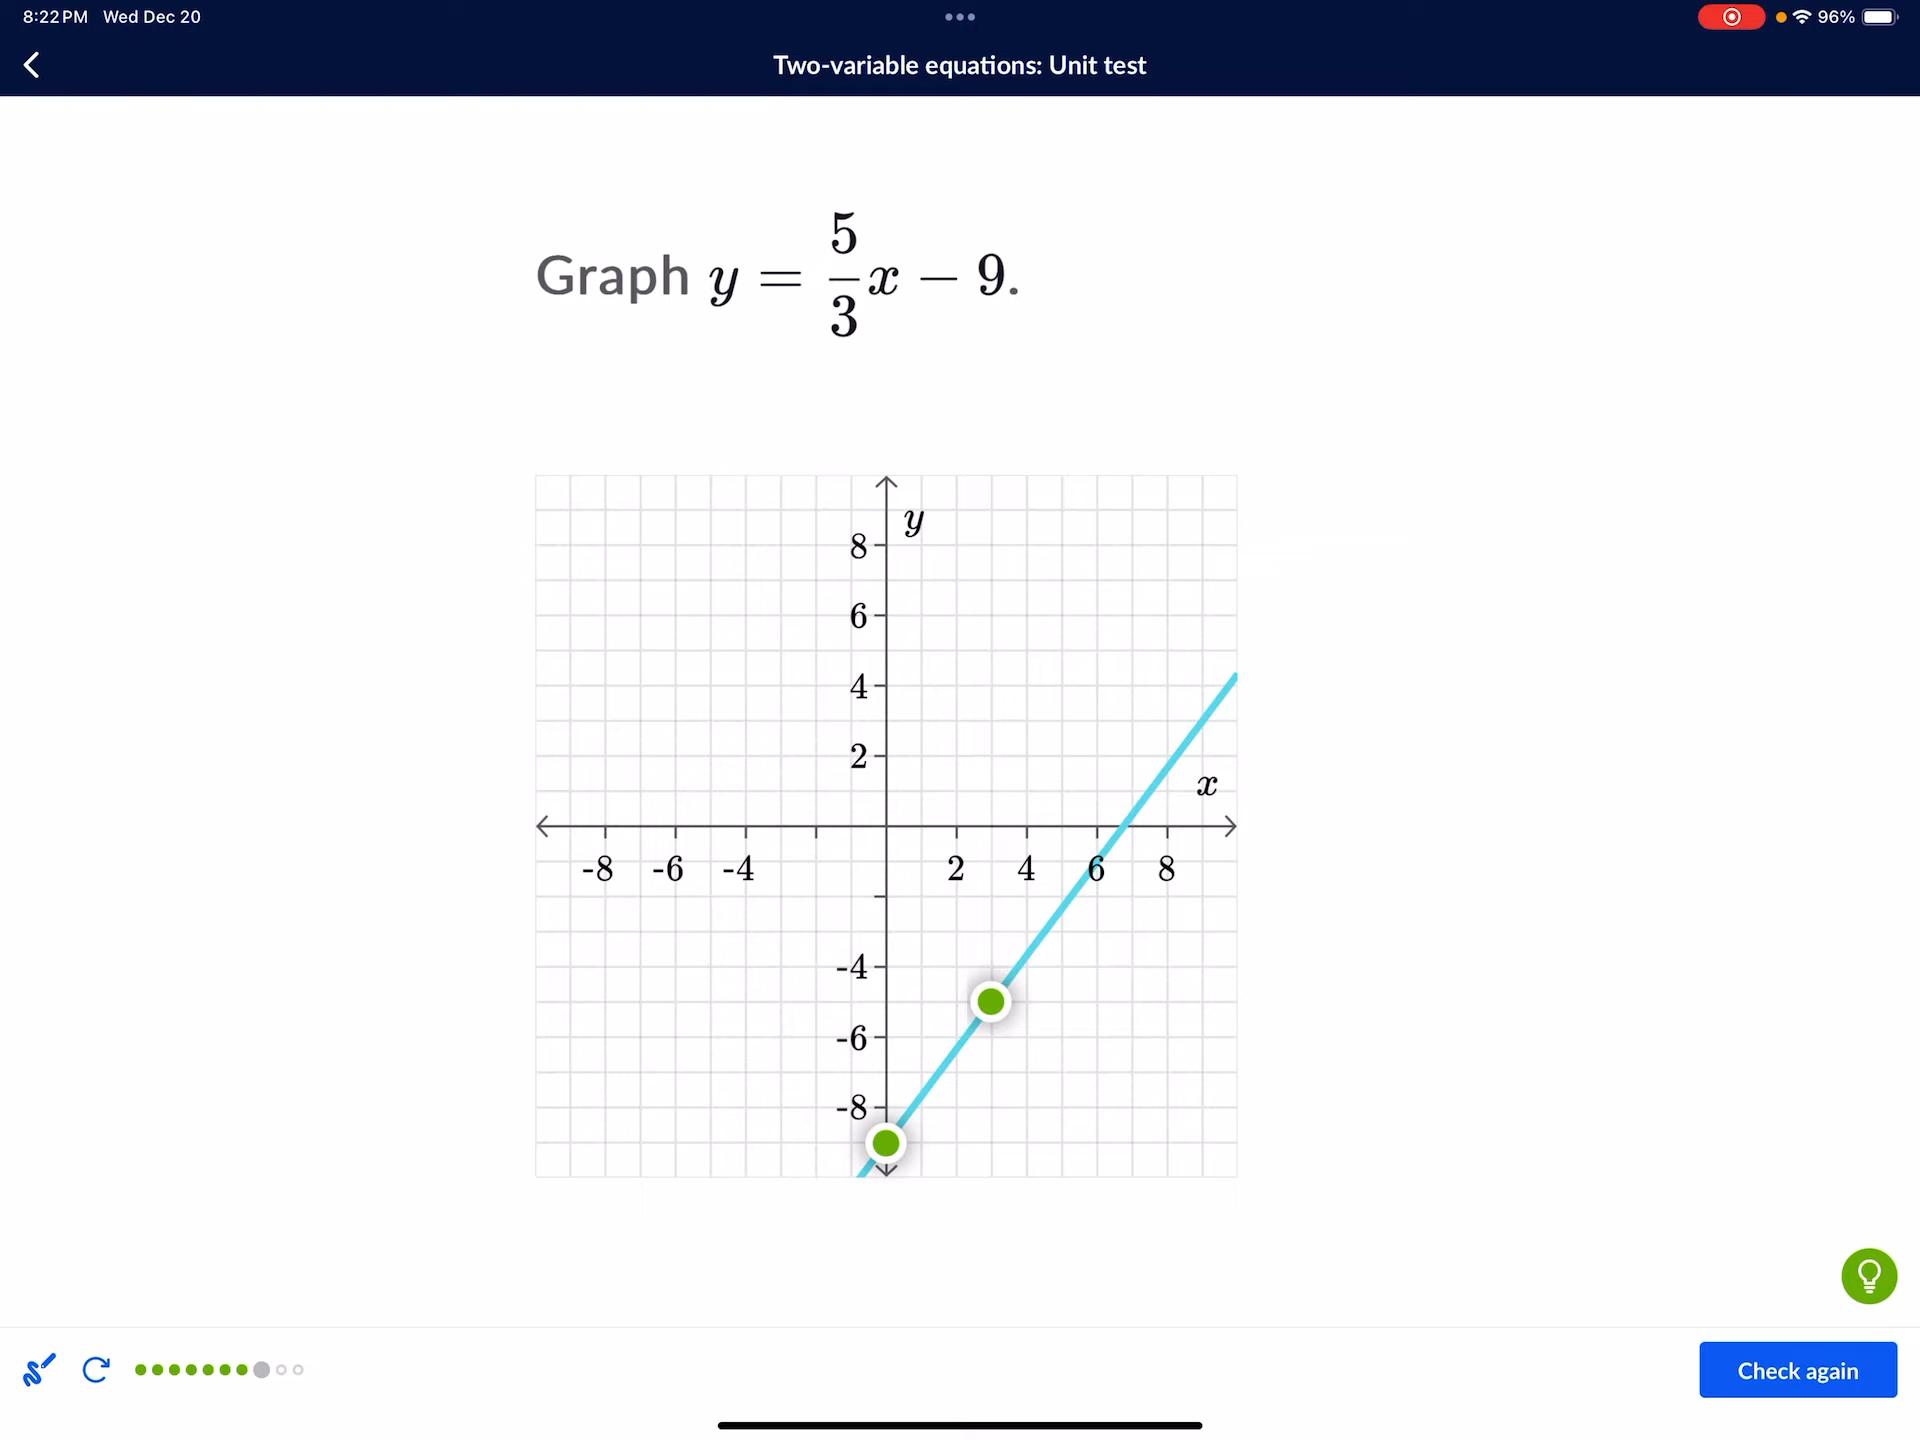 8:22 PM Wed Dec 20
96%
Two-variable equations: Unit test
Graph y = 5/3 x − 9.
y
8
6
4
2
x
-8 -6 -4 2 4 6 8
-4
-6
-8
Check again